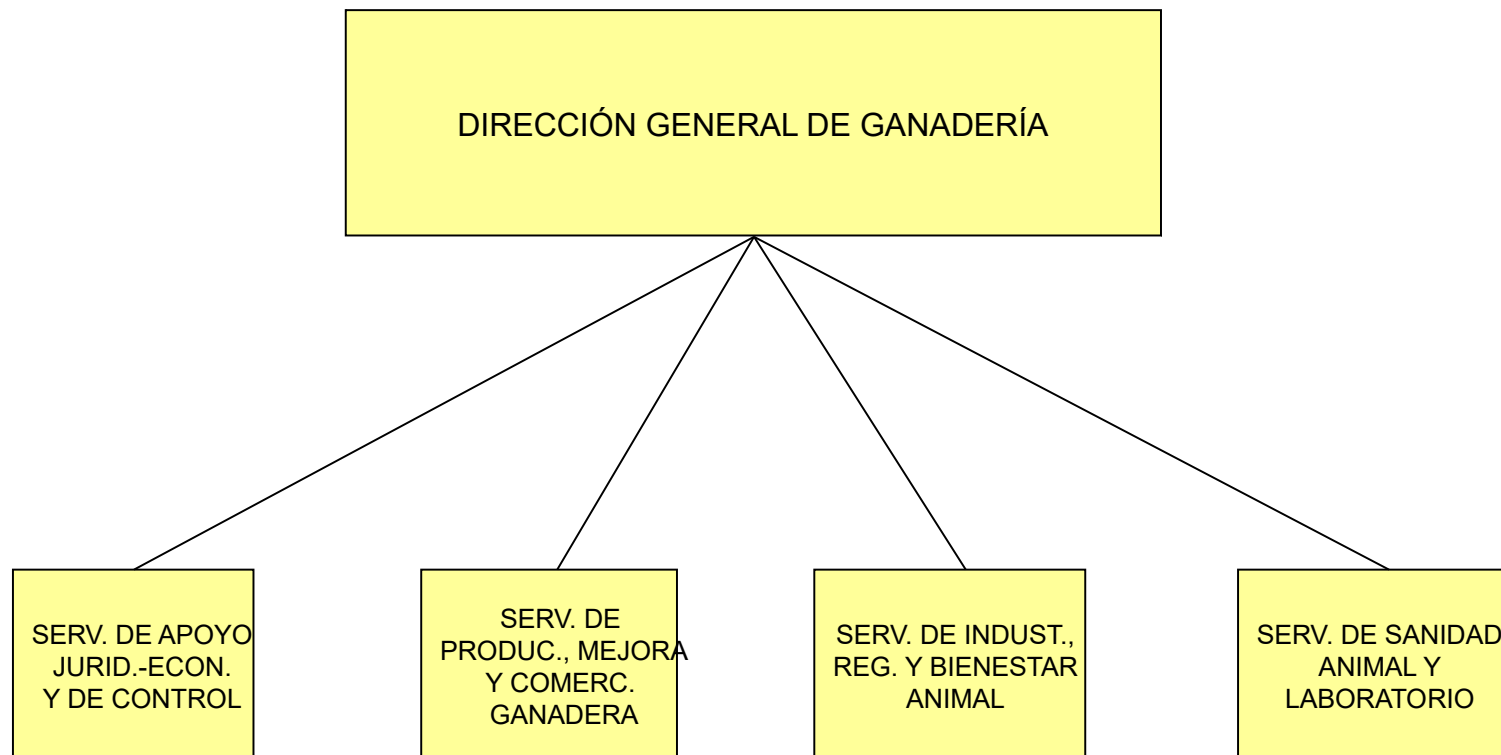 DIRECCIÓN GENERAL DE GANADERÍA
SERV. DE APOYO
JURID.-ECON.
Y DE CONTROL
SERV. DE
PRODUC., MEJORA
Y COMERC.
GANADERA
SERV. DE INDUST.,
REG. Y BIENESTAR
ANIMAL
SERV. DE SANIDAD
ANIMAL Y
LABORATORIO